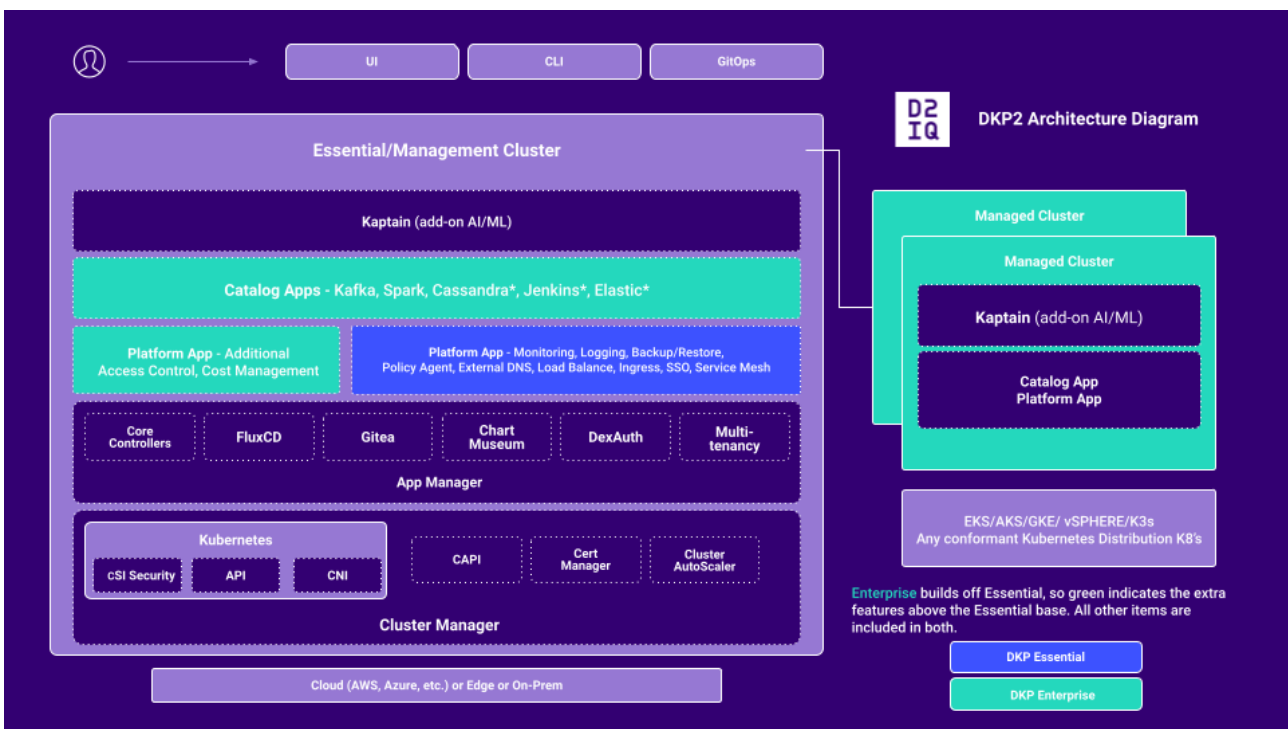 UI
CLI
GitOps
D2
IQ
DKP2 Architecture Diagram
Essential/Management Cluster
Kaptain (add-on AI/ML)
Catalog Apps - Kafka, Spark, Cassandra*, Jenkins*, Elastic*
Platform App - Additional
Access Control, Cost Management
Platform App - Monitoring, Logging, Backup/Restore,
Policy Agent, External DNS, Load Balance, Ingress, SSO, Service Mesh
Core
Controllers
FluxCD
Gitea
Chart
Museum
DexAuth
Multi-
tenancy
App Manager
Kubernetes
cSI Security
API
CNI
CAPI
Cert
Manager
Cluster
AutoScaler
Cluster Manager
Cloud (AWS, Azure, etc.) or Edge or On-Prem
Managed Cluster
Managed Cluster
Kaptain (add-on AI/ML)
Catalog App
Platform App
EKS/AKS/GKE/ vSPHERE/K3s
Any conformant Kubernetes Distribution K8's
Enterprise builds off Essential, so green indicates the extra
features above the Essential base. All other items are
included in both.
DKP Essential
DKP Enterprise